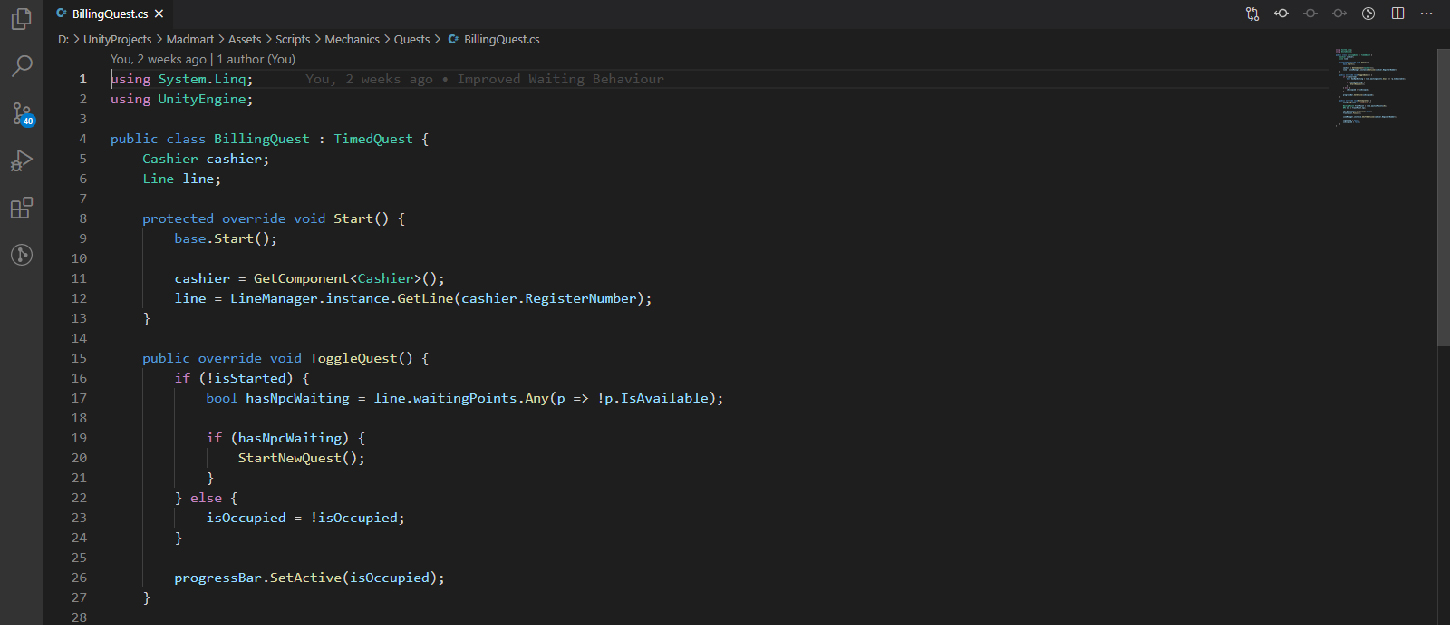 BillingQuest.cs
D: > UnityProjects > Madmart > Assets > Scripts > Mechanics > Quests > BillingQuest.cs
You, 2 weeks ago | 1 author (You)
1 using System.Linq; You, 2 weeks ago • Improved Waiting Behaviour
2 using UnityEngine;
3
4 public class BillingQuest : TimedQuest {
5 Cashier cashier;
6 Line line;
7
8 protected override void Start() {
9 base.Start();
10
11 cashier = GetComponent<Cashier>();
12 line = LineManager.instance.GetLine(cashier.RegisterNumber);
13 }
14
15 public override void ToggleQuest() {
16 if (!isStarted) {
17 bool hasNpcWaiting = line.waitingPoints.Any(p => !p.IsAvailable);
18
19 if (hasNpcWaiting) {
20 StartNewQuest();
21 }
22 } else {
23 isOccupied = !isOccupied;
24 }
25
26 progressBar.SetActive(isOccupied);
27 }
28
40